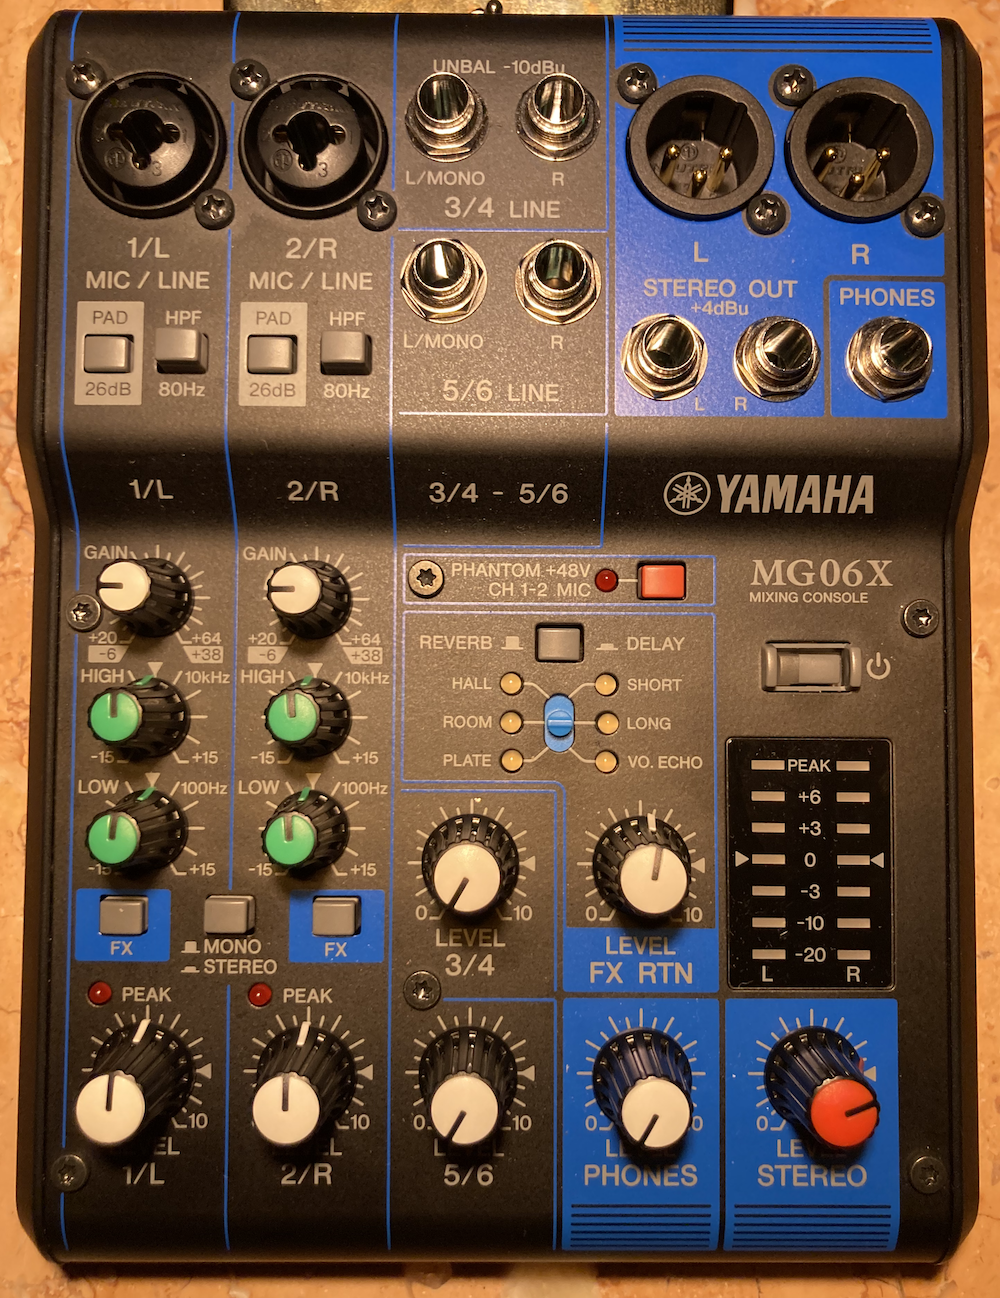 UNBAL -10dBu
L/MONO R
3/4 LINE
1/L
MIC / LINE
PAD HPF
26dB 80Hz
2/R
MIC / LINE
PAD HPF
26dB 80Hz
L/MONO R
5/6 LINE
L R
STEREO OUT
+4dBu
L R
PHONES
1/L 2/R 3/4 - 5/6
YAMAHA
MG06X
MIXING CONSOLE
GAIN
+20 +64
-6 +38
HIGH 10kHz
-15 +15
LOW 100Hz
-15 +15
GAIN
+20 +64
-6 +38
HIGH 10kHz
-15 +15
LOW 100Hz
-15 +15
PHANTOM +48V
CH 1-2 MIC
REVERB DELAY
HALL SHORT
ROOM LONG
PLATE VO. ECHO
PEAK
+6
+3
0
-3
-10
-20
L R
0 10
LEVEL
3/4
0 10
LEVEL
FX RTN
FX
MONO
STEREO
FX
PEAK
10
1/L
PEAK
10
2/R
0 10
5/6
0 10
PHONES
0
STEREO